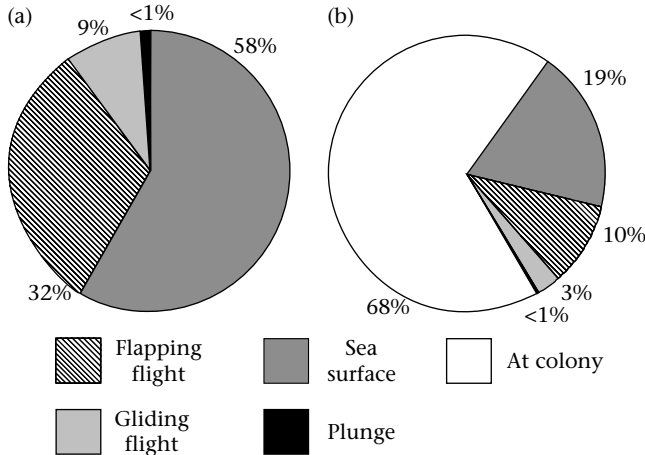 (a)
<1%
(b)
9%
58%
19%
10%
32%
3%
68%
<1%
Flapping
flight
Sea
surface
At colony
Gliding
flight
Plunge